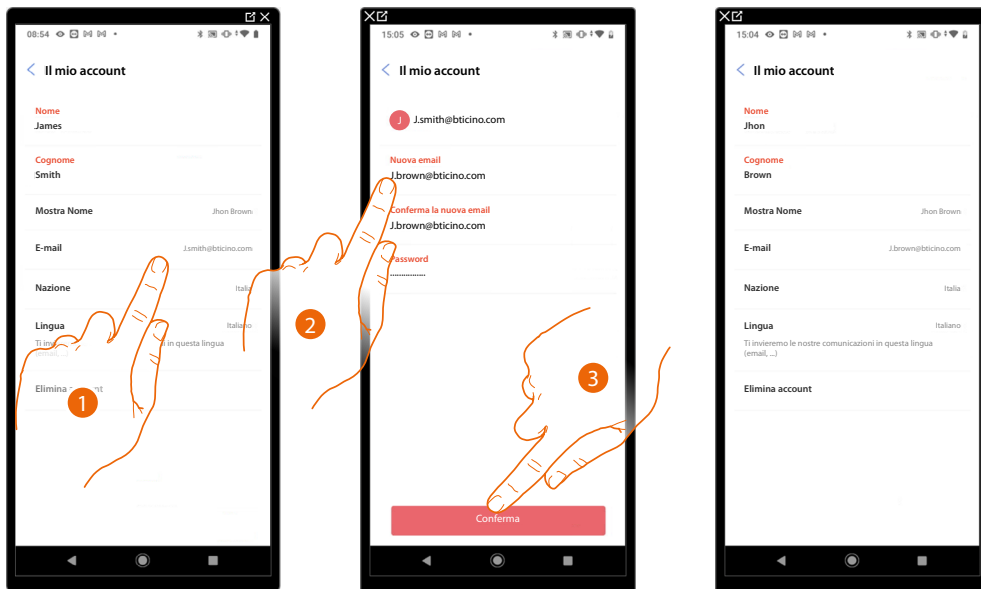 08:54
Il mio account
Nome
James
Cognome
Smith
Mostra Nome
Jhon Brown
E-mail
J.smith@bticino.com
Nazione
Italia
Lingua
Italiano
in questa lingua
Elimina
1
15:05
Il mio account
J
J.smith@bticino.com
Nuova email
J.brown@bticino.com
Conferma la nuova email
J.brown@bticino.com
Password
................
2
3
Conferma
15:04
Il mio account
Nome
Jhon
Cognome
Brown
Mostra Nome
Jhon Brown
E-mail
J.brown@bticino.com
Nazione
Italia
Lingua
Italiano
Ti invieremo le nostre comunicazioni in questa lingua
(email, ...)
Elimina account